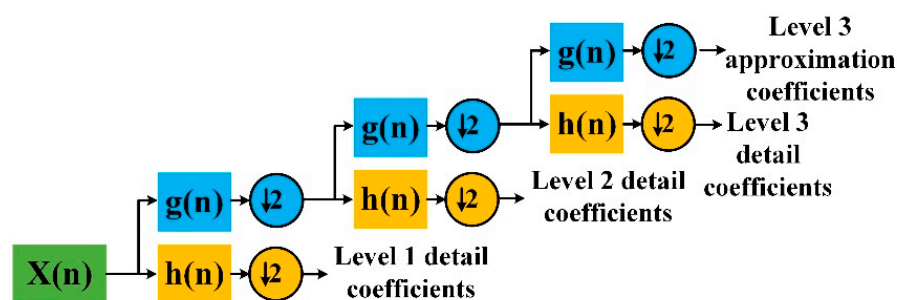 g(n)
↓2
Level 3
approximation
coefficients
g(n)
↓2
h(n)
↓2
Level 3
detail
coefficients
g(n)
↓2
h(n)
↓2
Level 2 detail
coefficients
X(n)
h(n)
↓2
Level 1 detail
coefficients